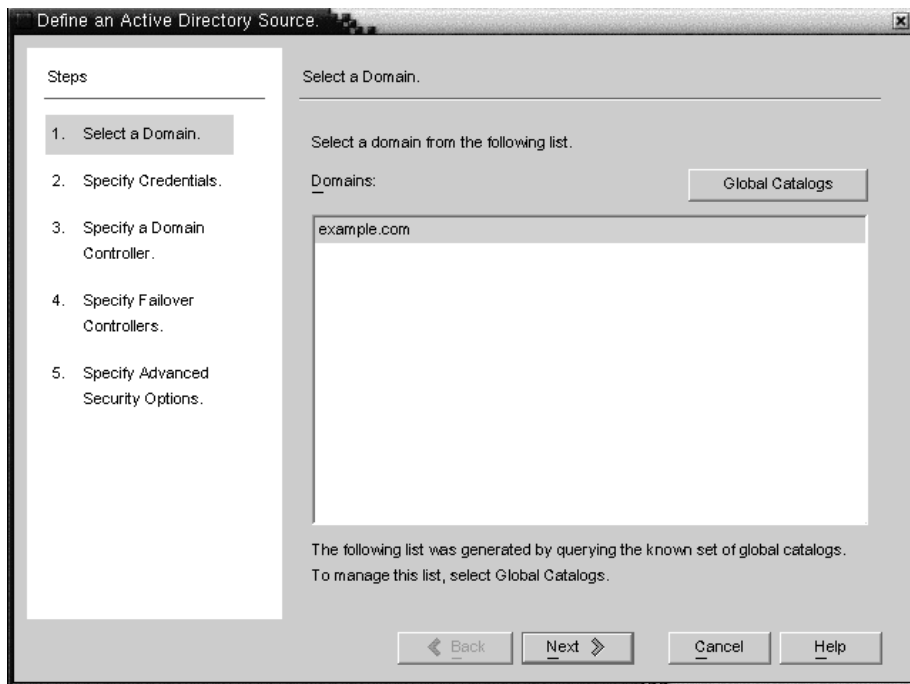 Define an Active Directory Source.
Steps
1. Select a Domain.
2. Specify Credentials.
3. Specify a Domain
Controller.
4. Specify Failover
Controllers.
5. Specify Advanced
Security Options.
Select a Domain.
Select a domain from the following list.
Domains:
Global Catalogs
example.com
The following list was generated by querying the known set of global catalogs.
To manage this list, select Global Catalogs.
Back
Next
Cancel
Help